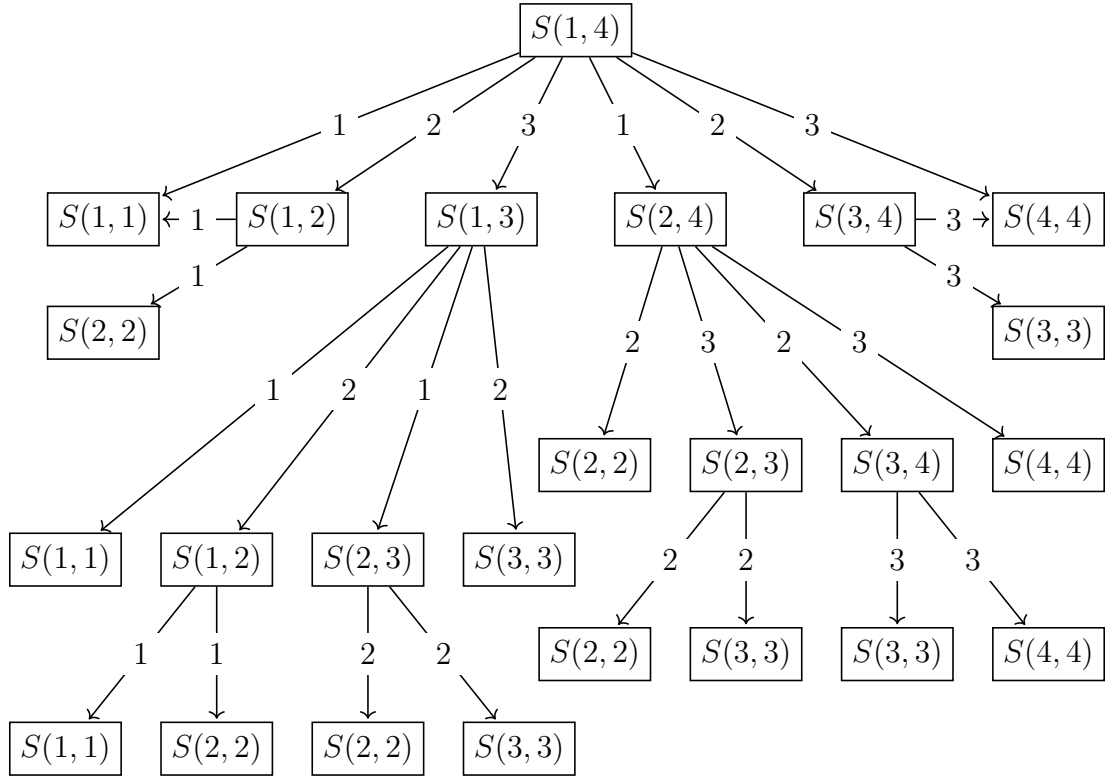 S(1, 4)
1 2 3 1 2 3
S(1, 1) 1 S(1, 2) S(1, 3) S(2, 4) S(3, 4) 3 S(4, 4)
1 3
S(2, 2) S(3, 3)
2 3 2 3
1 2 1 2
S(2, 2) S(2, 3) S(3, 4) S(4, 4)
S(1, 1) S(1, 2) S(2, 3) S(3, 3)
2 2 3 3
1 1 2 2
S(2, 2) S(3, 3) S(3, 3) S(4, 4)
S(1, 1) S(2, 2) S(2, 2) S(3, 3)